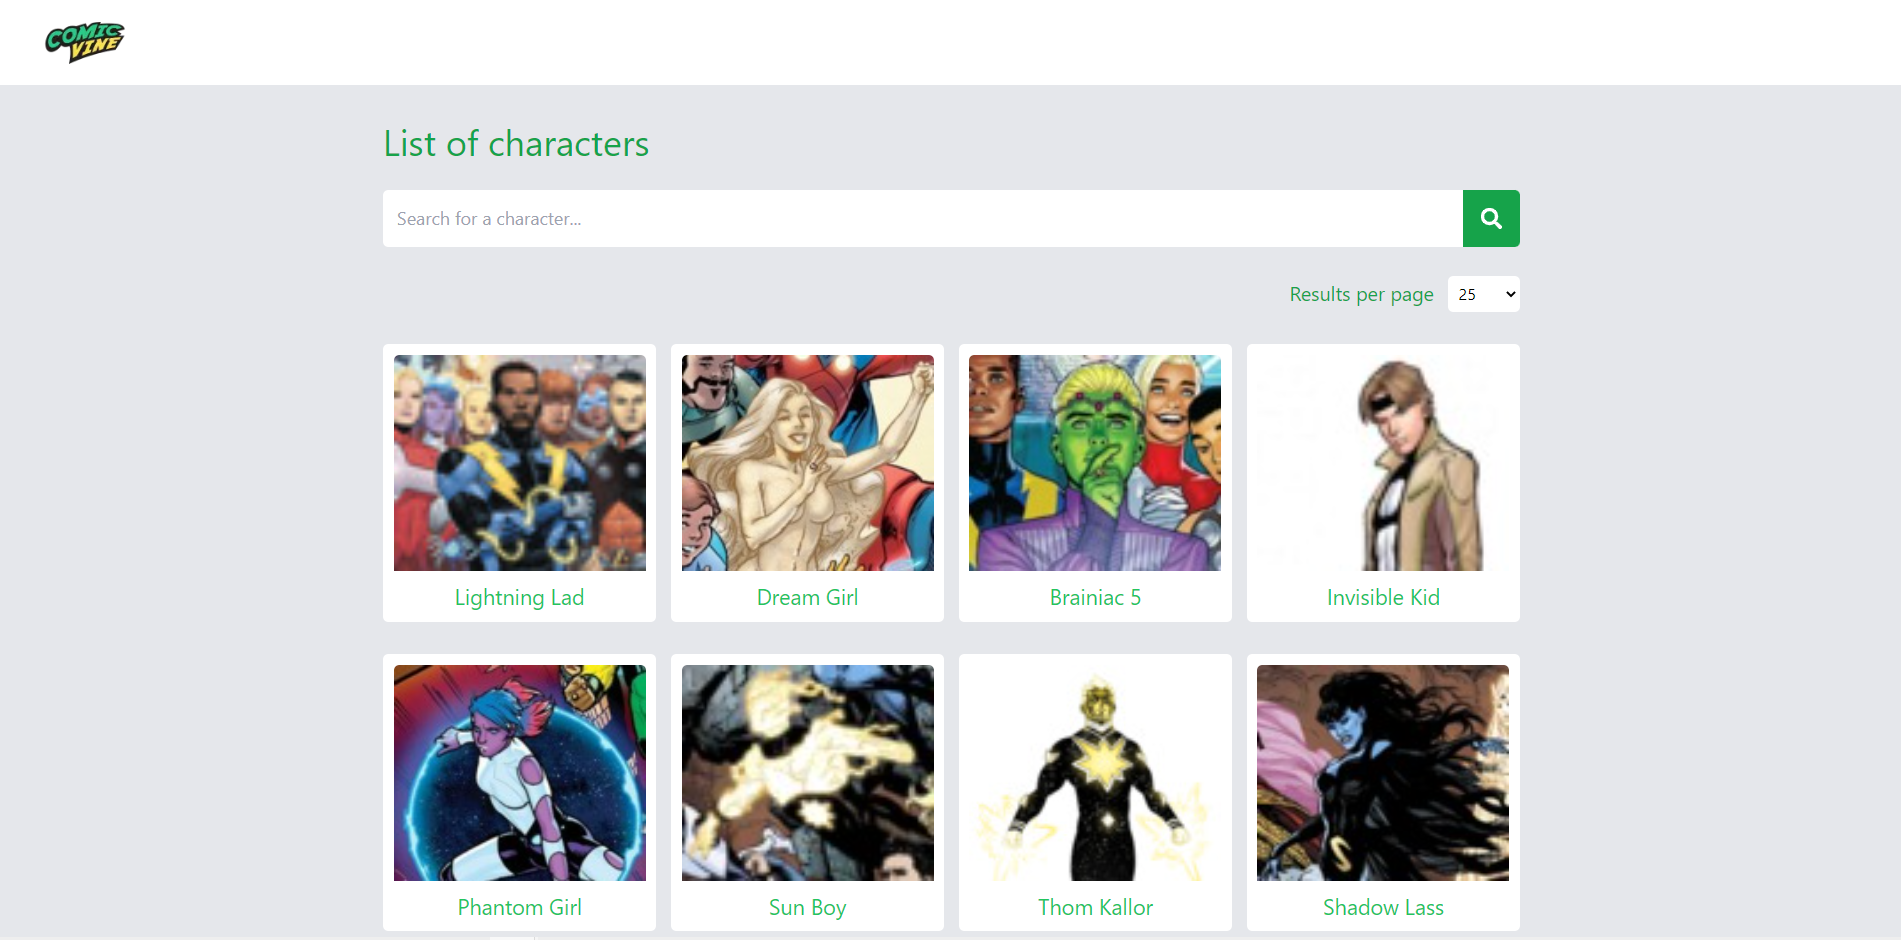 COMIC
VINE
List of characters
Search for a character...
Results per page 25
Lightning Lad
Dream Girl
Brainiac 5
Invisible Kid
Phantom Girl
Sun Boy
Thom Kallor
Shadow Lass